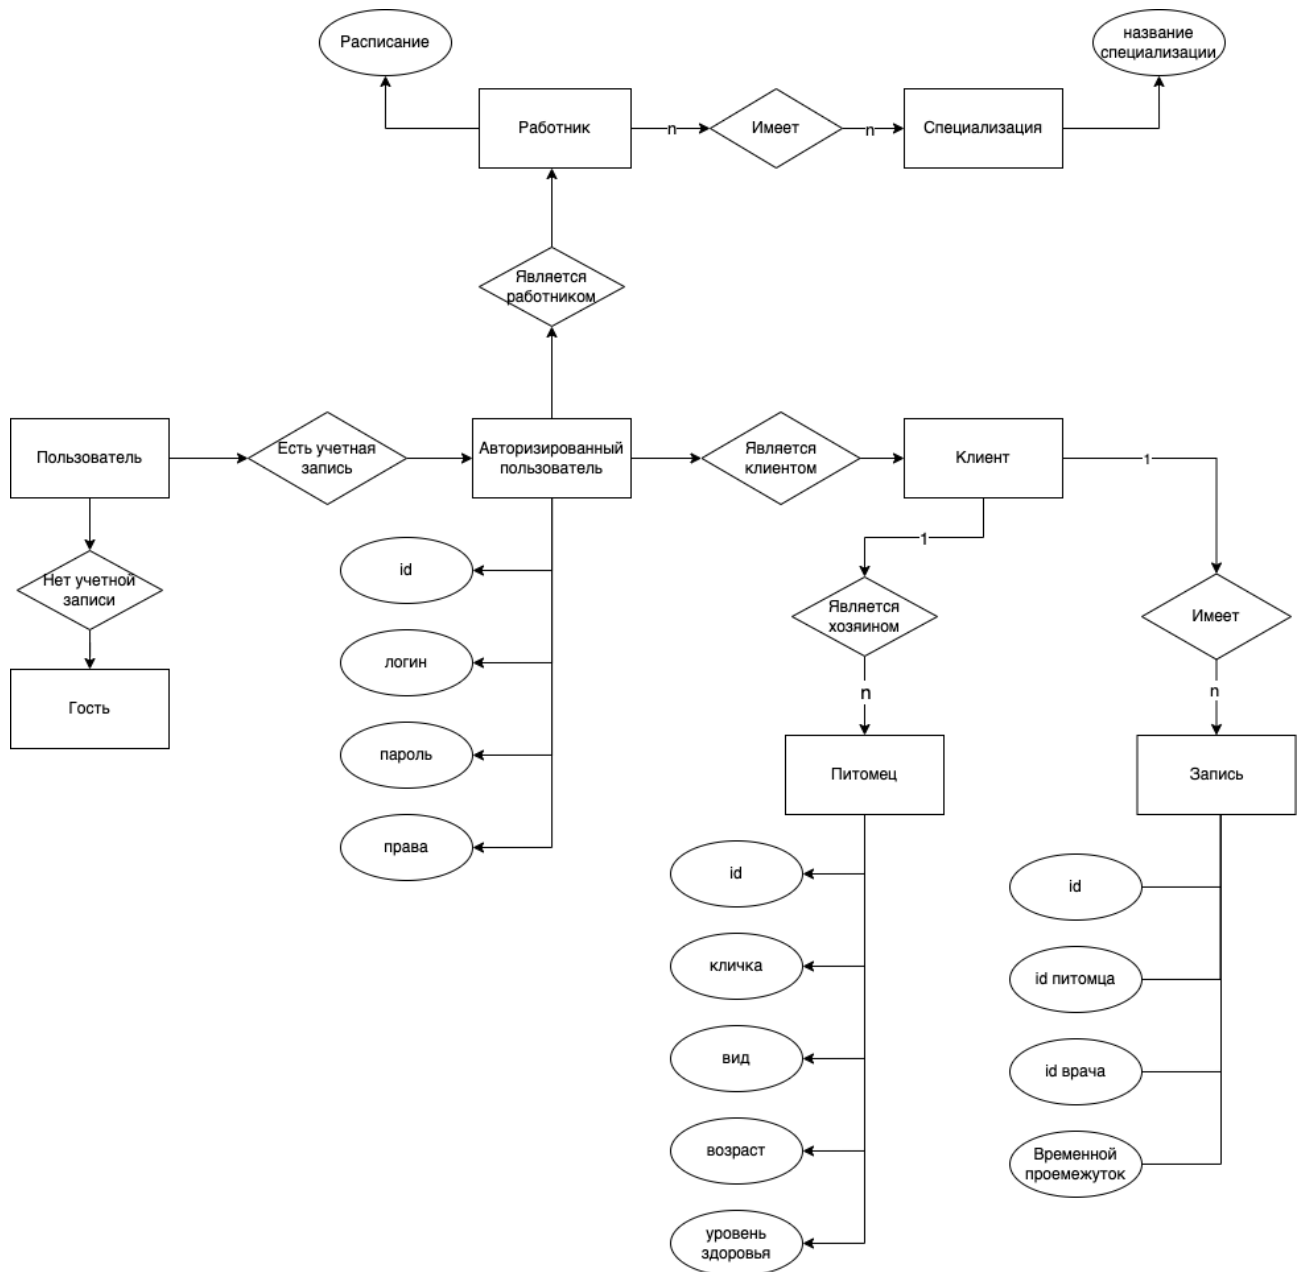 Расписание
название
специализации
Работник
n
Имеет
n
Специализация
Является
работником
Пользователь
Есть учетная
запись
Авторизированный
пользователь
Является
клиентом
Клиент
1
1
id
Нет учетной
записи
Является
хозяином
Имеет
логин
Гость
n
n
пароль
Питомец
Запись
права
id
id
кличка
id питомца
вид
id врача
возраст
Временной
проемежуток
уровень
здоровья